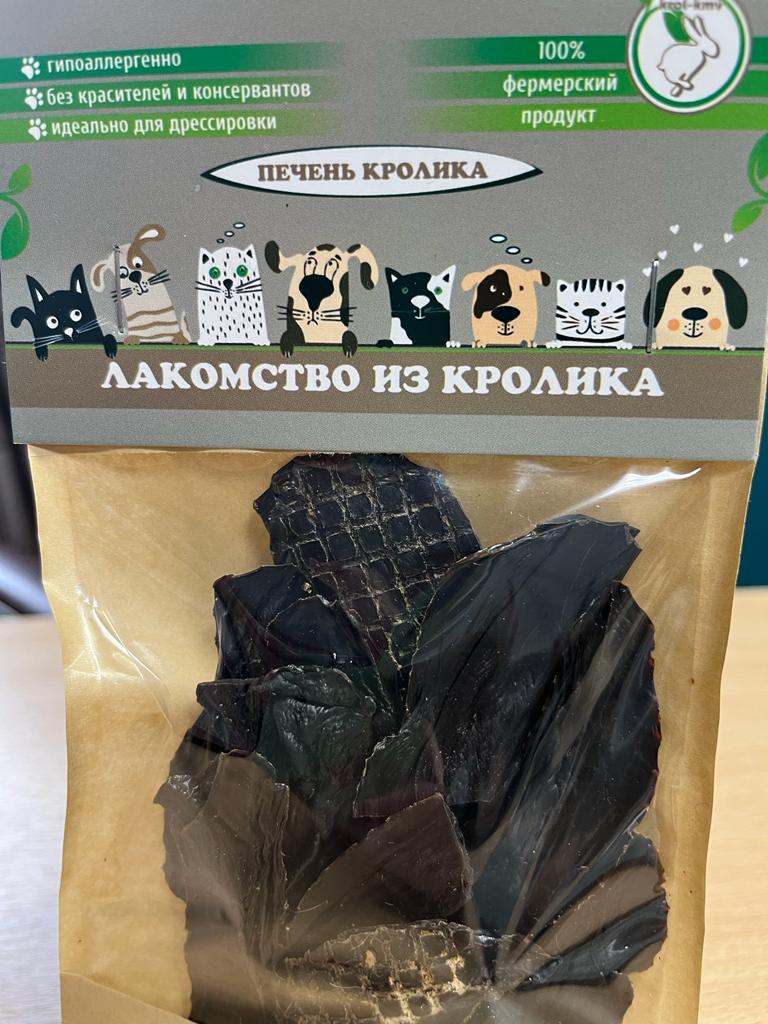 krol-kmv
гипоаллергенно
без красителей и консервантов
идеально для дрессировки
100%
фермерский
продукт
ПЕЧЕНЬ КРОЛИКА
ЛАКОМСТВО ИЗ КРОЛИКА